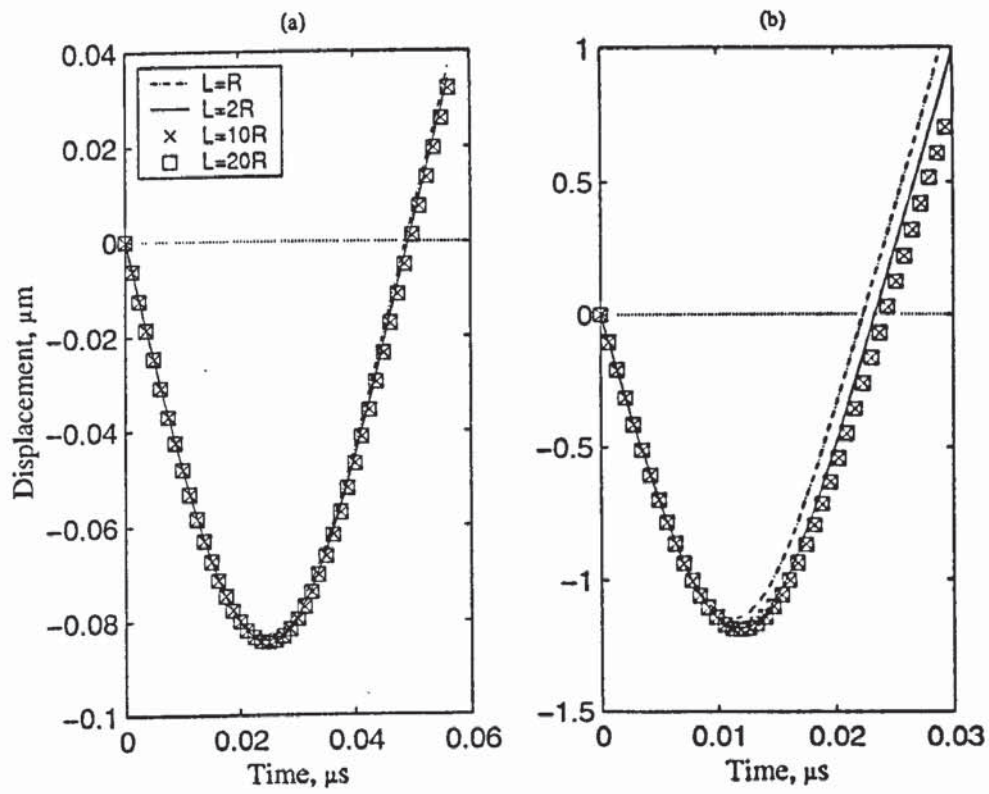 (a)
(b)
0.04
0.02
0
-0.02
-0.04
-0.06
-0.08
-0.1
L=R
L=2R
L=10R
L=20R
1
0.5
0
-0.5
-1
-1.5
Displacement, μm
0
0.02
0.04
0.06
0
0.01
0.02
0.03
Time, μs
Time, μs